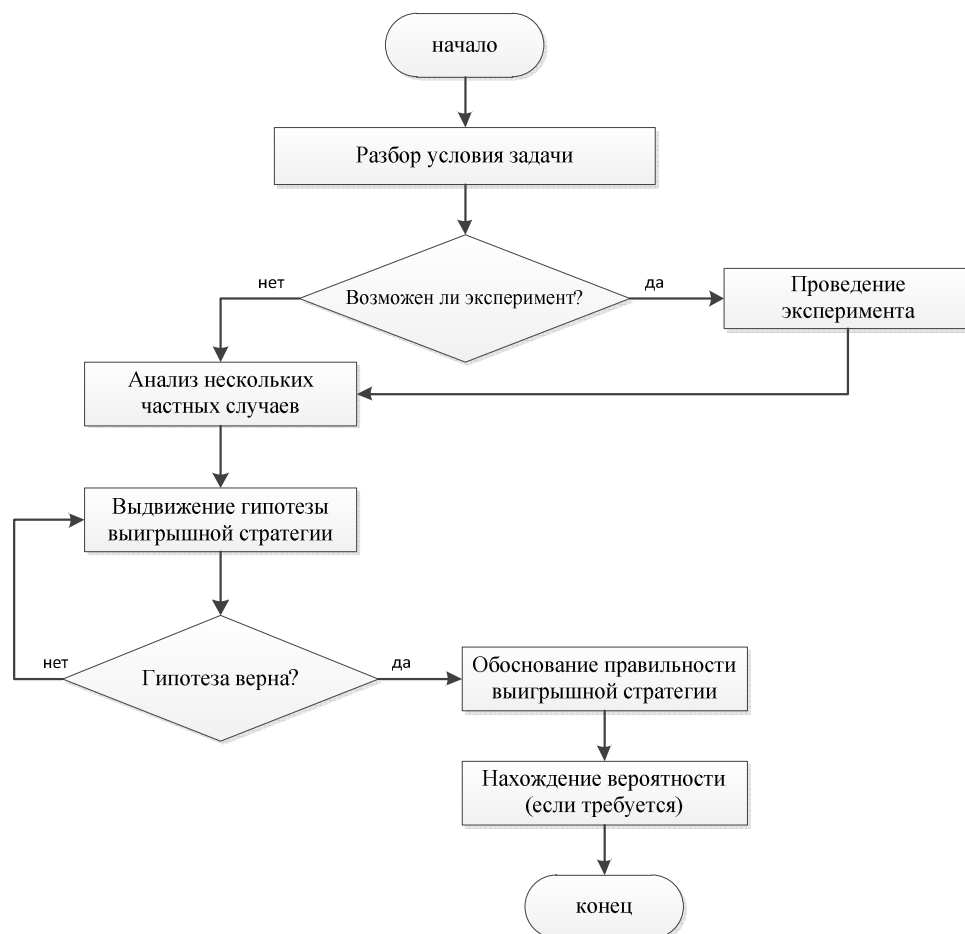 начало
Разбор условия задачи
нет
Возможен ли эксперимент?
да
Проведение
эксперимента
Анализ нескольких
частных случаев
Выдвижение гипотезы
выигрышной стратегии
нет
Гипотеза верна?
да
Обоснование правильности
выигрышной стратегии
Нахождение вероятности
(если требуется)
конец